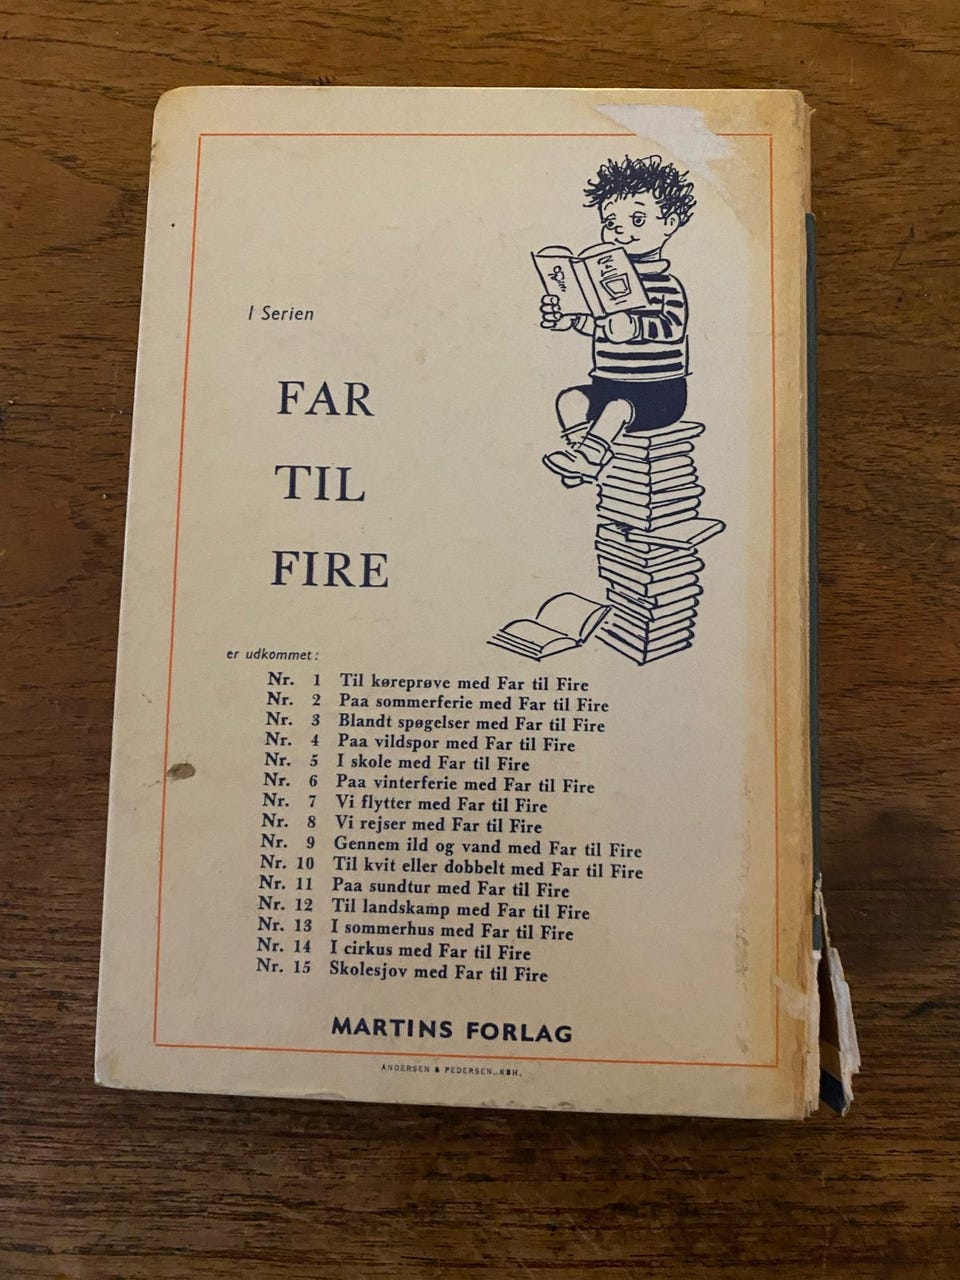 I Serien
FAR
TIL
FIRE
er udkommet:
Nr. 1 Til køreprøve med Far til Fire
Nr. 2 Paa sommerferie med Far til Fire
Nr. 3 Blandt spøgelser med Far til Fire
Nr. 4 Paa vildspor med Far til Fire
Nr. 5 I skole med Far til Fire
Nr. 6 Paa vinterferie med Far til Fire
Nr. 7 Vi flytter med Far til Fire
Nr. 8 Vi rejser med Far til Fire
Nr. 9 Gennem ild og vand med Far til Fire
Nr. 10 Til kvit eller dobbelt med Far til Fire
Nr. 11 Paa sundtur med Far til Fire
Nr. 12 Til landskamp med Far til Fire
Nr. 13 I sommerhus med Far til Fire
Nr. 14 I cirkus med Far til Fire
Nr. 15 Skolesjov med Far til Fire
MARTINS FORLAG
ANDERSEN & PEDERSEN, KBH.